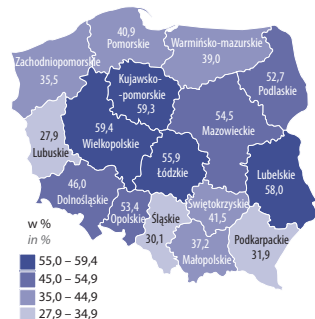 40,9
Pomorskie
Warmińsko-mazurskie
39,0
Zachodniopomorskie
35,5
Kujawsko-
-pomorskie
59,3
52,7
Podlaskie
54,5
Mazowieckie
27,9
Lubuskie
59,4
Wielkopolskie
55,9
Łódzkie
Lubelskie
58,0
46,0
Dolnośląskie
53,4
Opolskie
Śląskie
30,1
Świętokrzyskie
41,5
37,2
Małopolskie
Podkarpackie
31,9
w %
in %
55,0 – 59,4
45,0 – 54,9
35,0 – 44,9
27,9 – 34,9